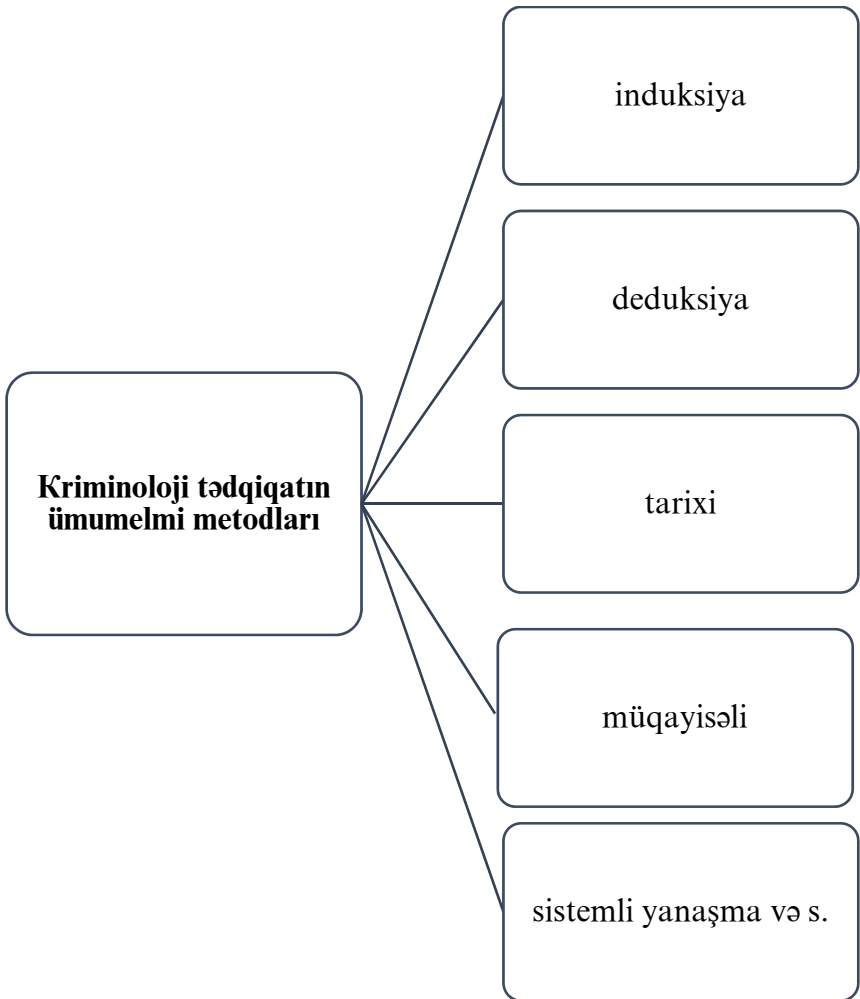 induksiya
deduksiya
Kriminoloji tədqiqatın
ümumelmi metodları
tarixi
müqayisəli
sistemli yanaşma və s.